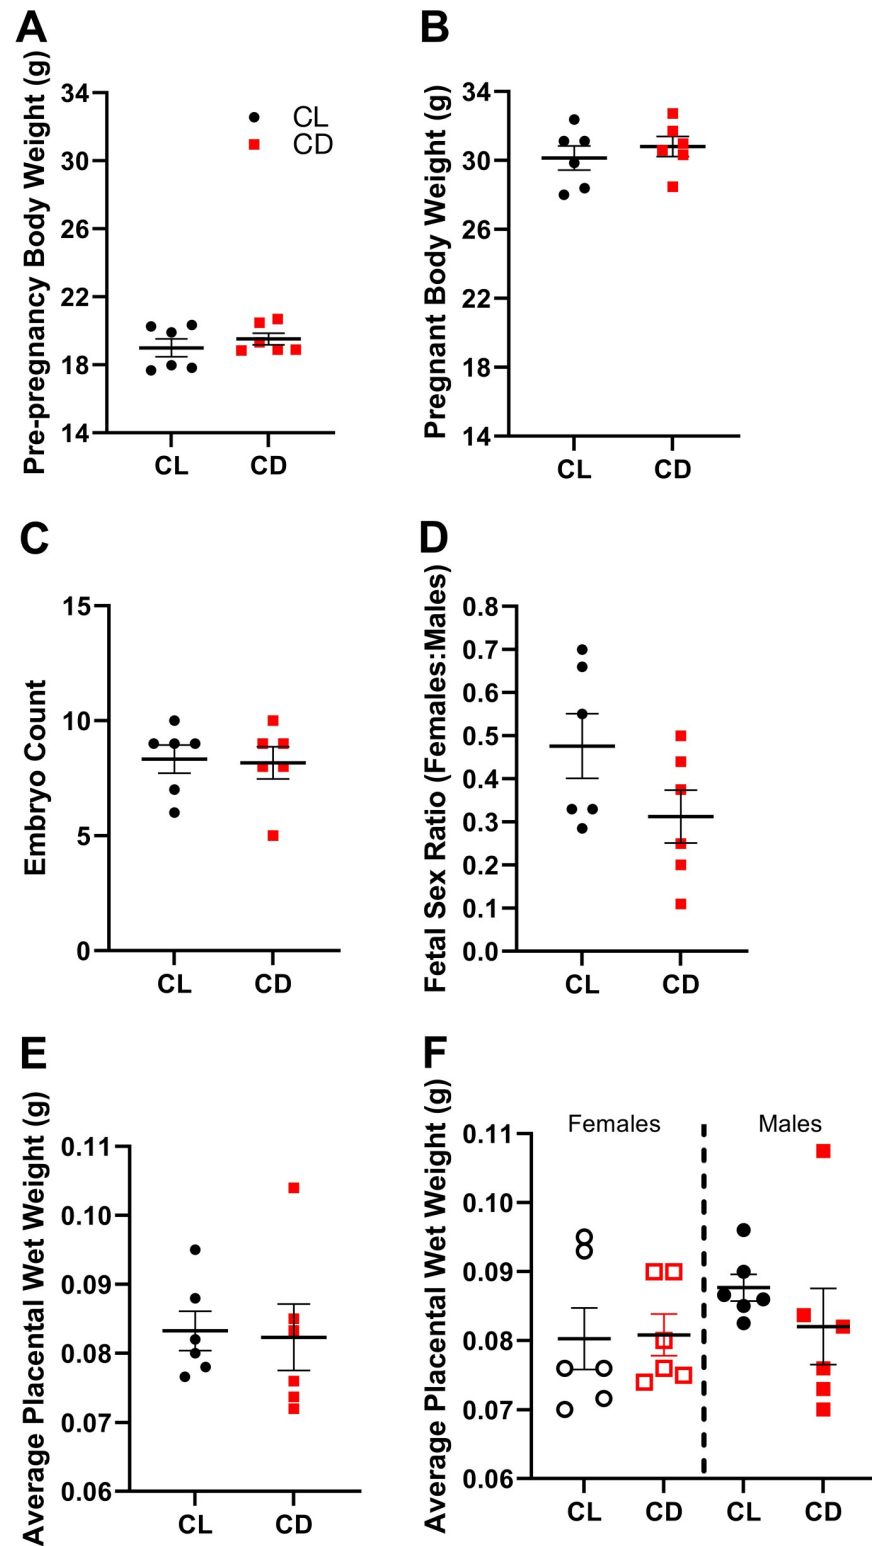 A
Pre-pregnancy Body Weight (g)
34
30
26
22
18
14
CL
CD
CL
CD
B
Pregnant Body Weight (g)
34
30
26
22
18
14
CL
CD
C
Embryo Count
15
10
5
0
CL
CD
D
Fetal Sex Ratio (Females:Males)
0.8
0.7
0.6
0.5
0.4
0.3
0.2
0.1
0.0
CL
CD
E
Average Placental Wet Weight (g)
0.11
0.10
0.09
0.08
0.07
0.06
CL
CD
F
Average Placental Wet Weight (g)
Females
Males
0.11
0.10
0.09
0.08
0.07
0.06
CL
CD
CL
CD